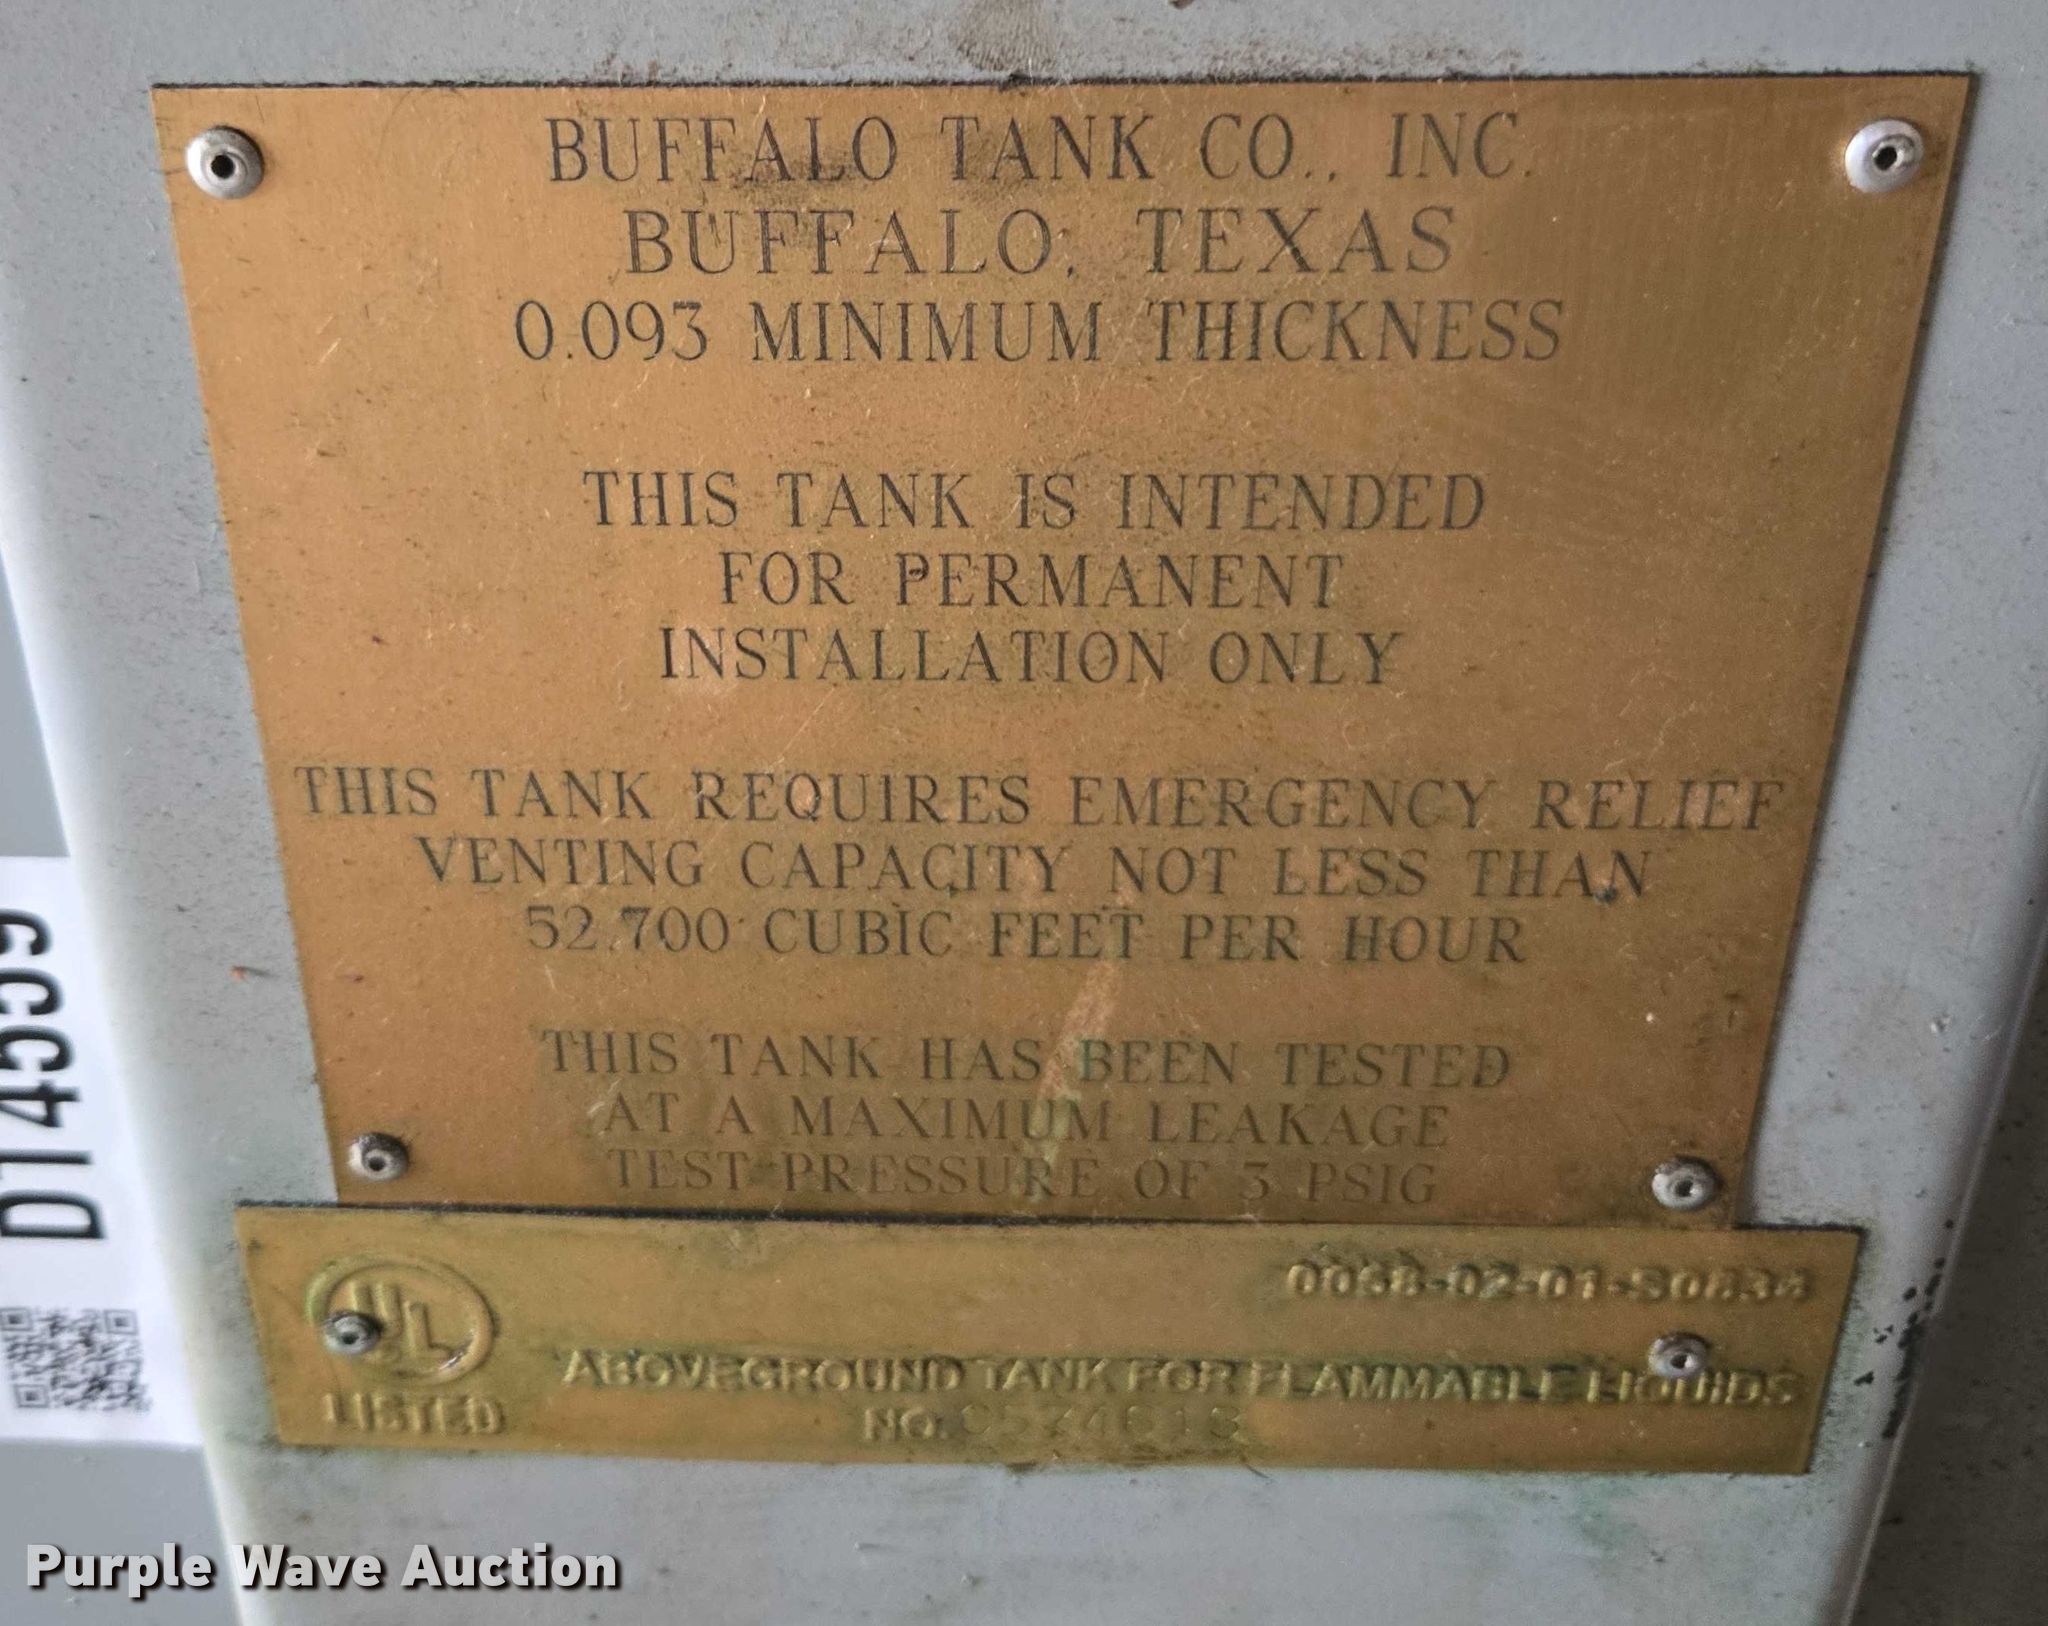 BUFFALO TANK CO., INC.
BUFFALO, TEXAS
0.093 MINIMUM THICKNESS
THIS TANK IS INTENDED
FOR PERMANENT
INSTALLATION ONLY
THIS TANK REQUIRES EMERGENCY RELIEF
VENTING CAPACITY NOT LESS THAN
52,700 CUBIC FEET PER HOUR
THIS TANK HAS BEEN TESTED
AT A MAXIMUM LEAKAGE
TEST PRESSURE OF 3 PSIG
UL
LISTED
ABOVEGROUND TANK FOR FLAMMABLE LIQUIDS
NO.
D14559
Purple Wave Auction